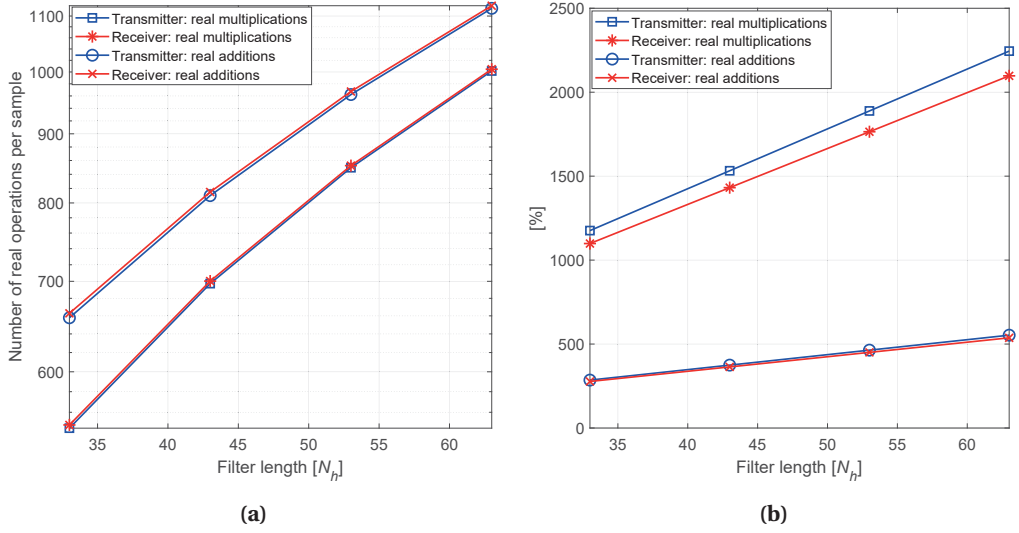 Transmitter: real multiplications
Receiver: real multiplications
Transmitter: real additions
Receiver: real additions
1100
1000
900
800
700
600
Number of real operations per sample
35 40 45 50 55 60
Filter length [N_h]
(a)
Transmitter: real multiplications
Receiver: real multiplications
Transmitter: real additions
Receiver: real additions
2500
2000
1500
1000
500
0
[%]
35 40 45 50 55 60
Filter length [N_h]
(b)